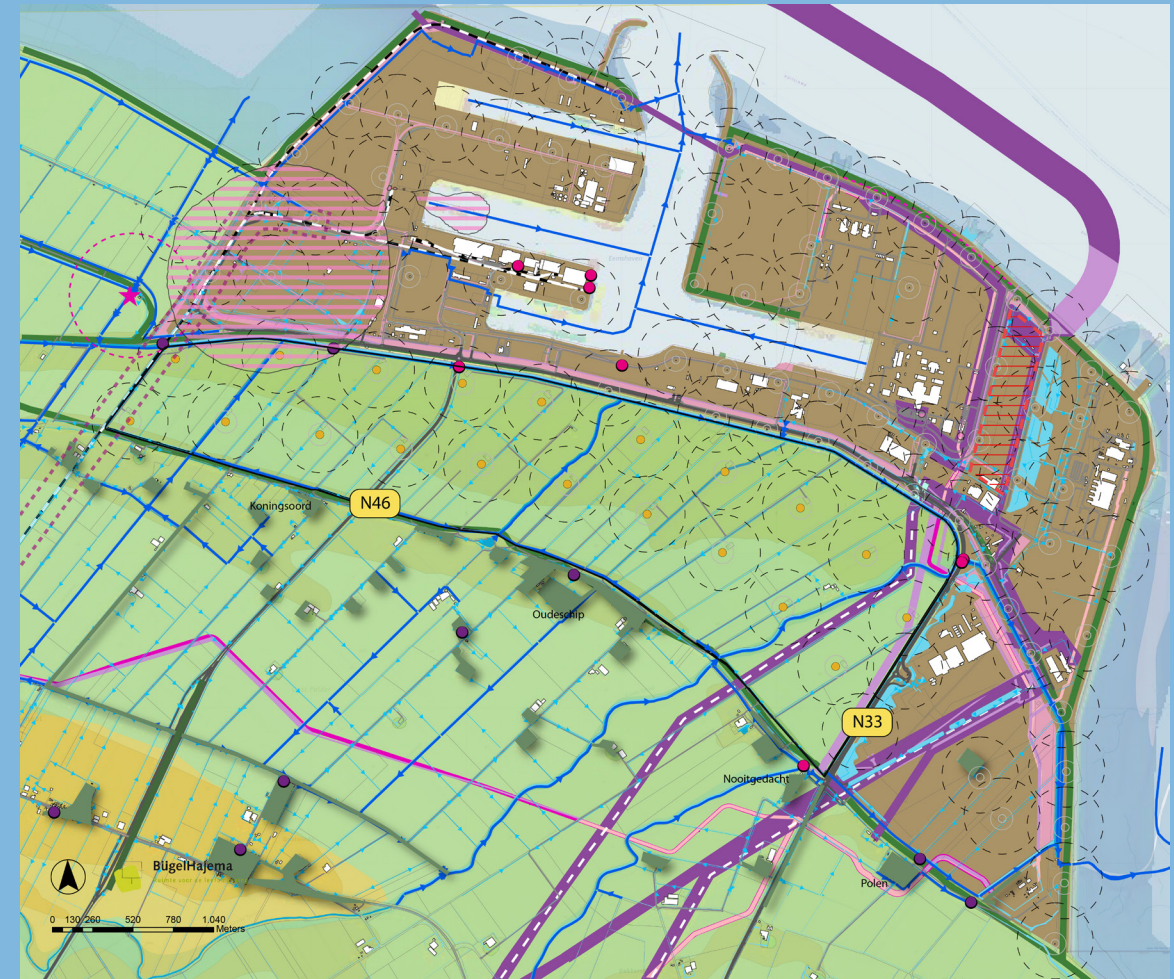 Koningsoord
N46
Oudeschip
N33
Nooitgedacht
BügelHajema
Polen
0 130 260 520 780 1.040
Meters